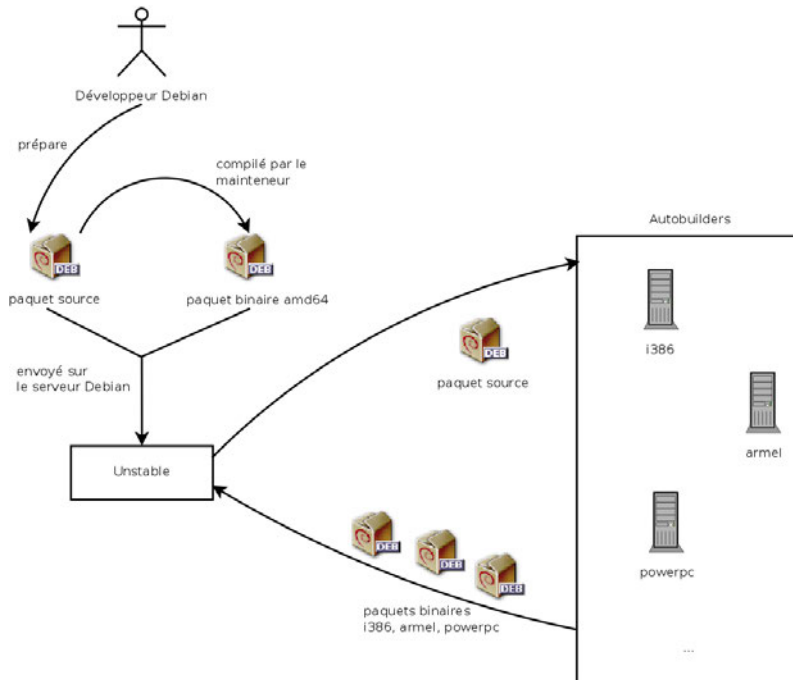 Développeur Debian
prépare
compilé par le
mainteneur
DEB
DEB
paquet source
paquet binaire amd64
envoyé sur
le serveur Debian
Unstable
Autobuilders
i386
DEB
paquet source
armel
powerpc
DEB
DEB
DEB
paquets binaires
i386, armel, powerpc
...